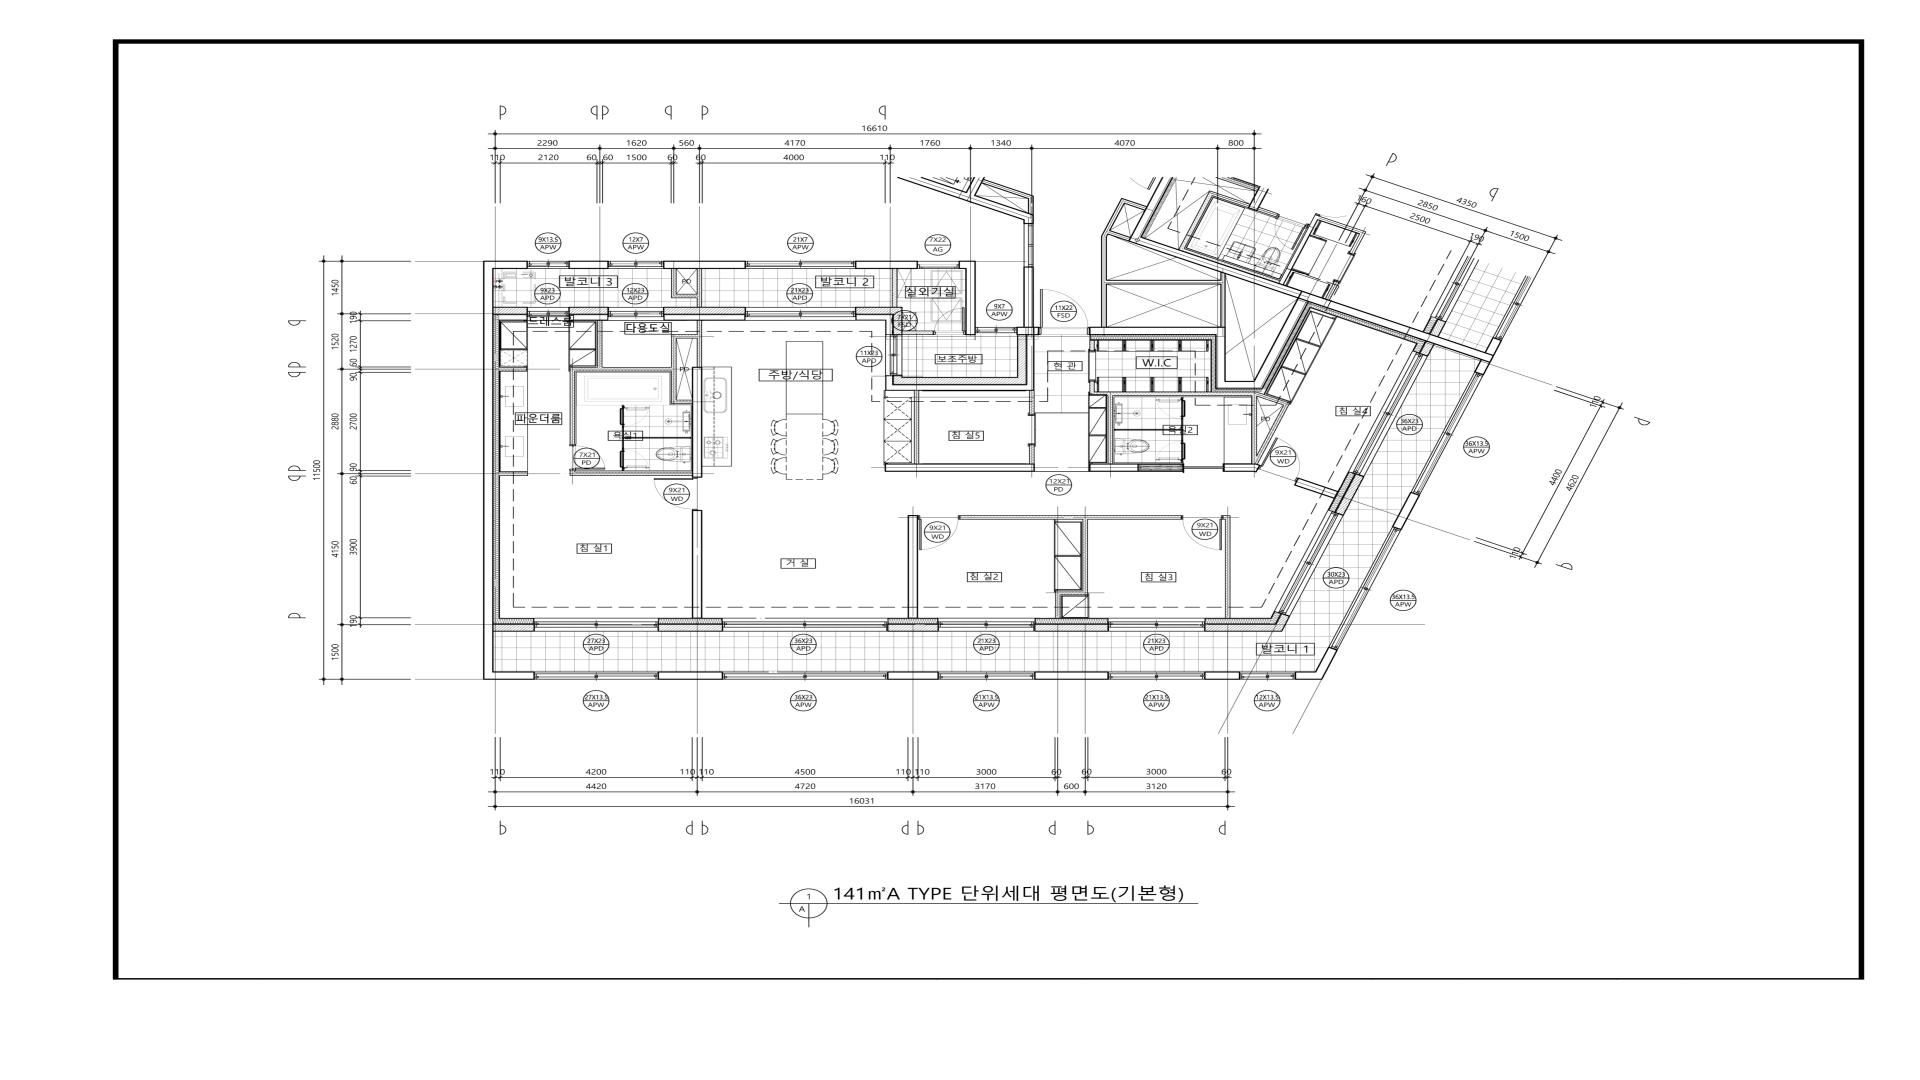 16610
2290 1620 560 4170 1760 1340 4070 800
110 2120 60 60 1500 60 60 4000 110
4350
2850 1500
160 2500 190
9X13.5 APW
12X7 APW
21X7 APW
7X22 AG
발코니 3
발코니 2
PD
실외기실
9X23 APD
12X23 APD
21X23 APD
9X7 APW
11X22 FSD
7X21 FSD
드레스룸
다용도실
11X23 APD
보조주방
현 관
W.I.C
PD
주방/식당
파운더룸
욕실1
침 실5
욕실2
PD
침 실4
36X23 APD
36X13.5 APW
7X21 PD
9X21 WD
9X21 WD
12X21 PD
9X21 WD
9X21 WD
침 실1
거 실
침 실2
침 실3
30X23 APD
36X13.5 APW
27X23 APD
36X23 APD
21X23 APD
21X23 APD
발코니 1
27X13.5 APW
36X23 APW
21X13.5 APW
21X13.5 APW
12X13.5 APW
11500
1450 1520 2880 4150 1500
190 1270 60 90 2700 90 60 3900 190
110 4400 110
4620
110 4200 110 110 4500 110 110 3000 60 60 3000 60
4420 4720 3170 600 3120
16031
1
A
141㎡A TYPE 단위세대 평면도(기본형)